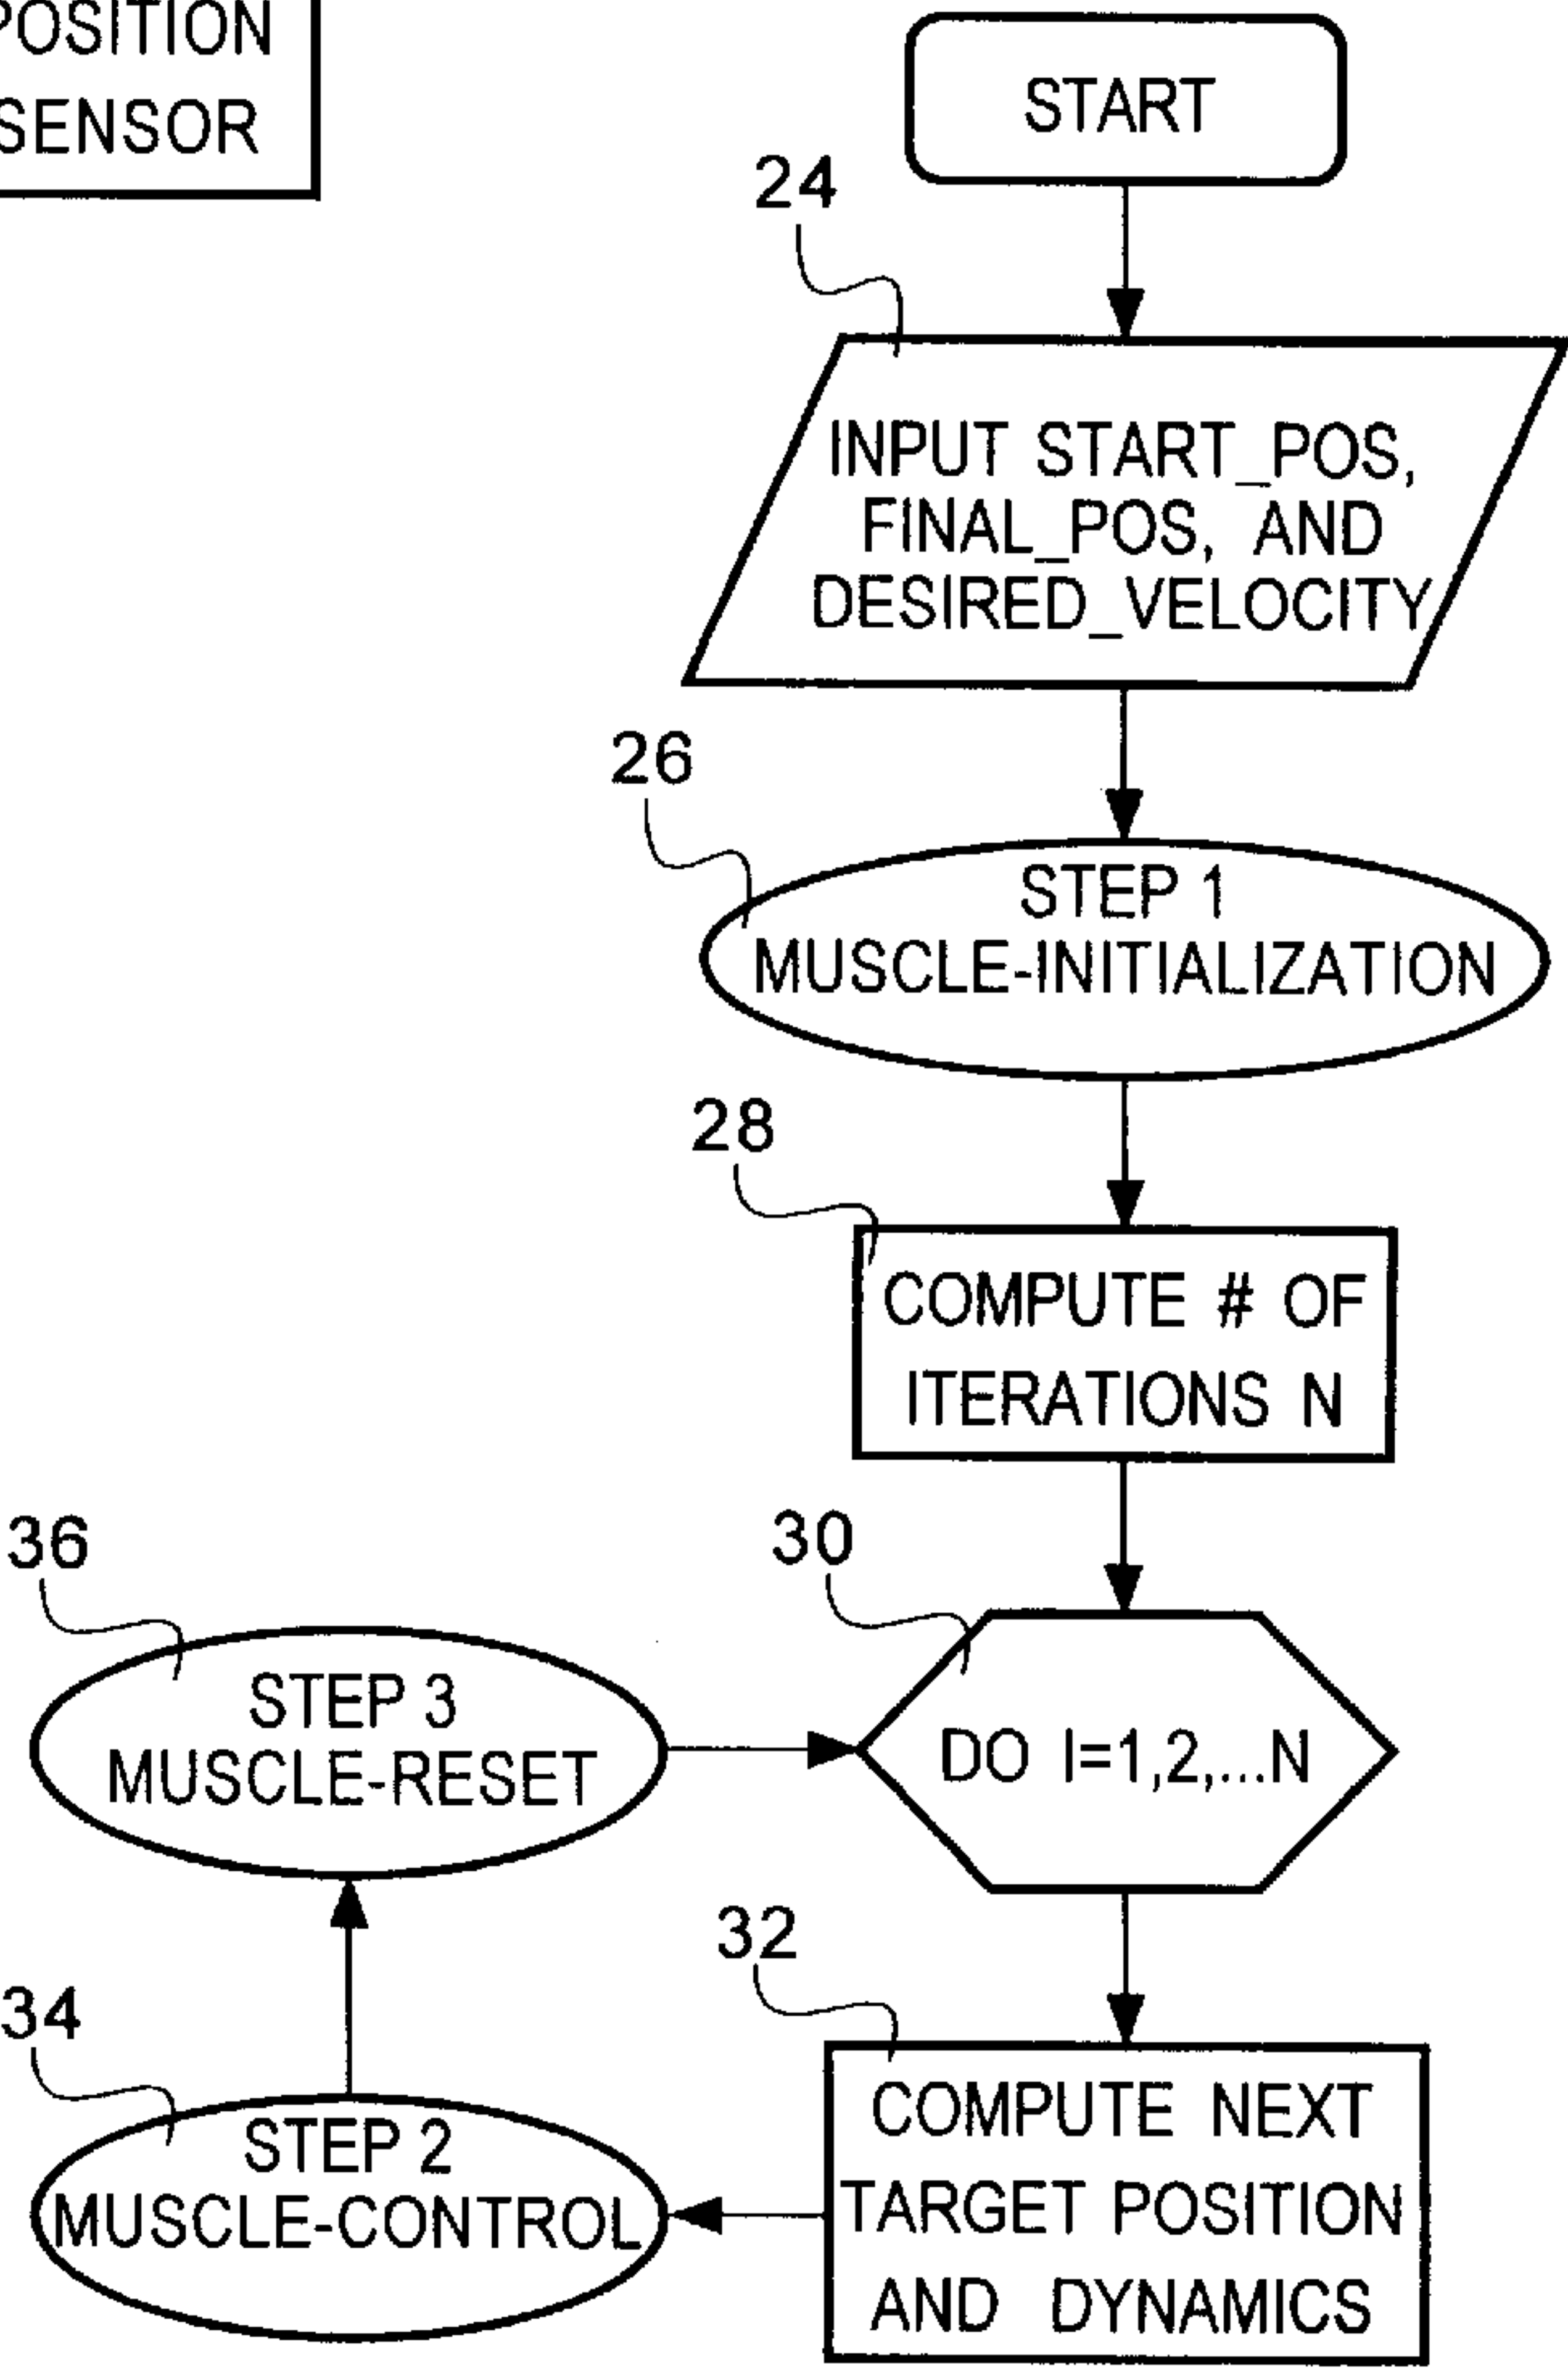 POSITION
SENSOR
START
24
INPUT START_POS,
FINAL_POS, AND
DESIRED_VELOCITY
26
STEP 1
MUSCLE-INITIALIZATION
28
COMPUTE # OF
ITERATIONS N
30
DO I=1,2,...N
32
COMPUTE NEXT
TARGET POSITION
AND DYNAMICS
34
STEP 2
MUSCLE-CONTROL
36
STEP 3
MUSCLE-RESET